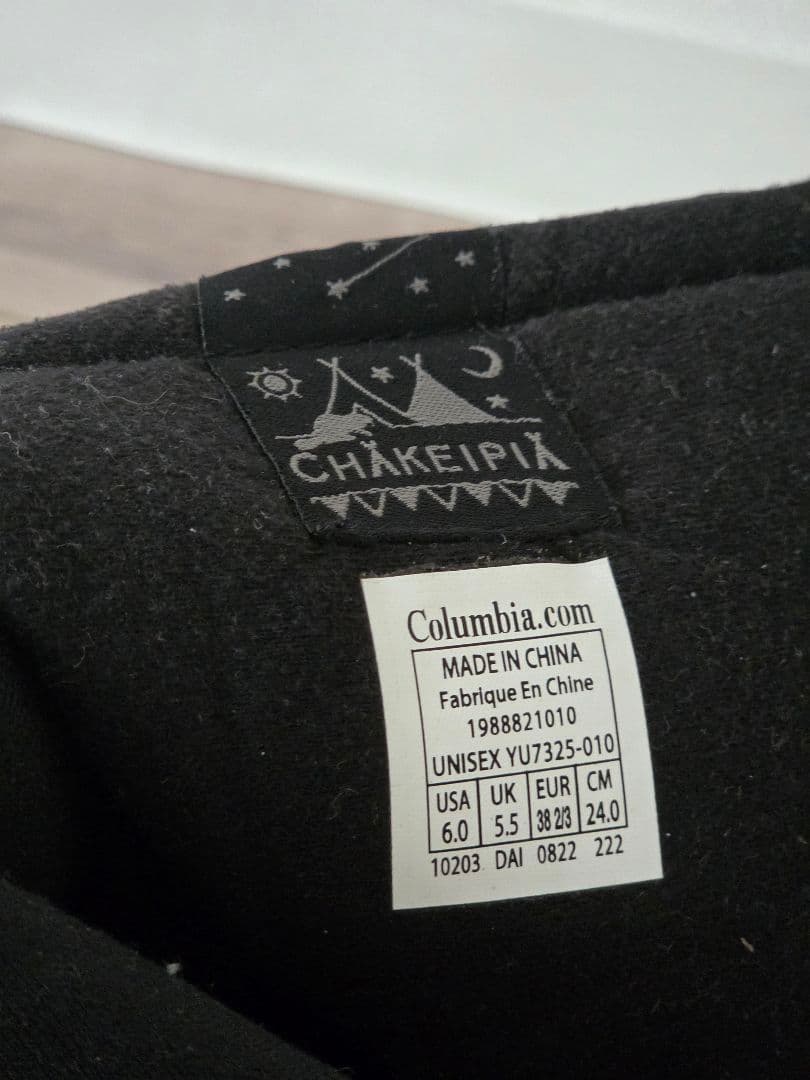 CHÄKEIPIÄ
Columbia.com
MADE IN CHINA
Fabrique En Chine
1988821010
UNISEX YU7325-010
USA UK EUR CM
6.0 5.5 38 2/3 24.0
10203 DAI 0822 222